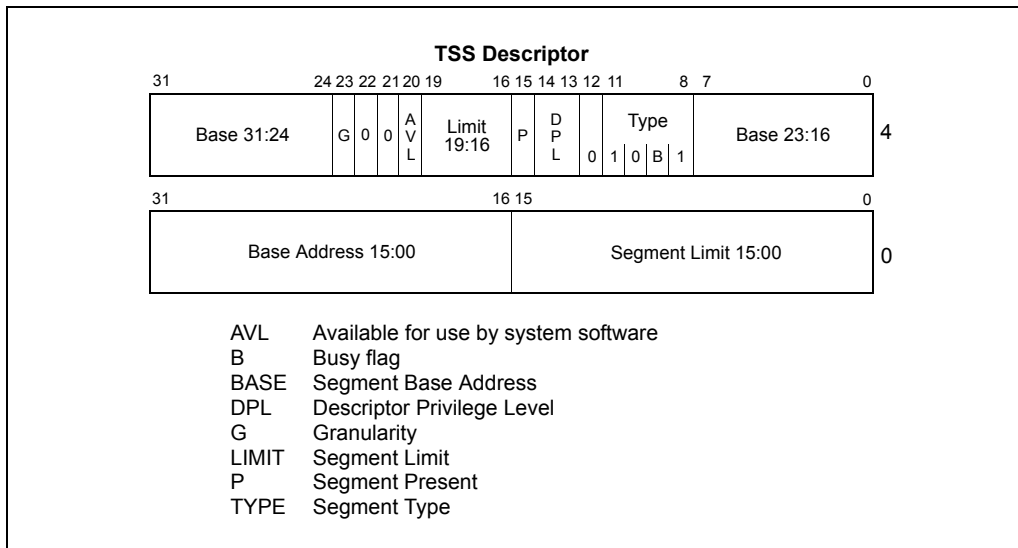 TSS Descriptor
31 24 23 22 21 20 19 16 15 14 13 12 11 8 7 0
Base 31:24 G 0 0 AVL Limit 19:16 P DPL 0 Type 1 0 B 1 Base 23:16 4
31 16 15 0
Base Address 15:00 Segment Limit 15:00 0
AVL Available for use by system software
B Busy flag
BASE Segment Base Address
DPL Descriptor Privilege Level
G Granularity
LIMIT Segment Limit
P Segment Present
TYPE Segment Type